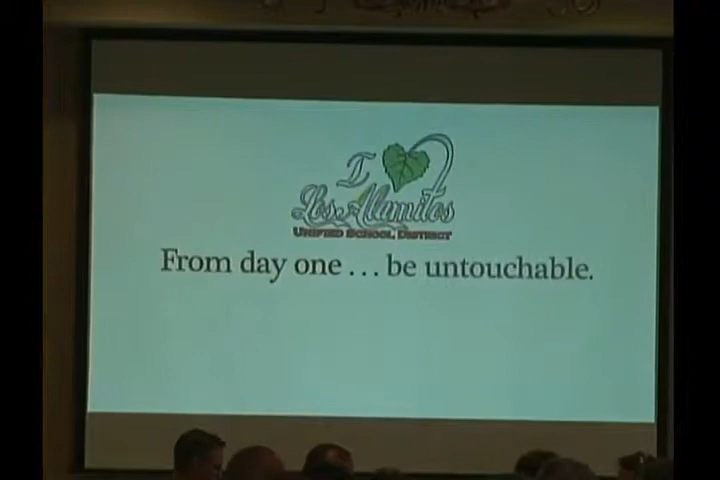 I
Los Alamitos
UNIFIED SCHOOL DISTRICT
From day one... be untouchable.